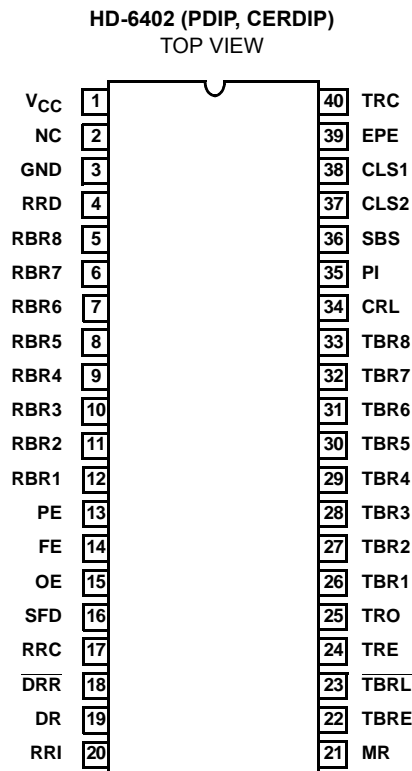 HD-6402 (PDIP, CERDIP)
TOP VIEW
VCC 1 40 TRC
NC 2 39 EPE
GND 3 38 CLS1
RRD 4 37 CLS2
RBR8 5 36 SBS
RBR7 6 35 PI
RBR6 7 34 CRL
RBR5 8 33 TBR8
RBR4 9 32 TBR7
RBR3 10 31 TBR6
RBR2 11 30 TBR5
RBR1 12 29 TBR4
PE 13 28 TBR3
FE 14 27 TBR2
OE 15 26 TBR1
SFD 16 25 TRO
RRC 17 24 TRE
D̅R̅R̅ 18 23 T̅B̅R̅L̅
DR 19 22 TBRE
RRI 20 21 MR